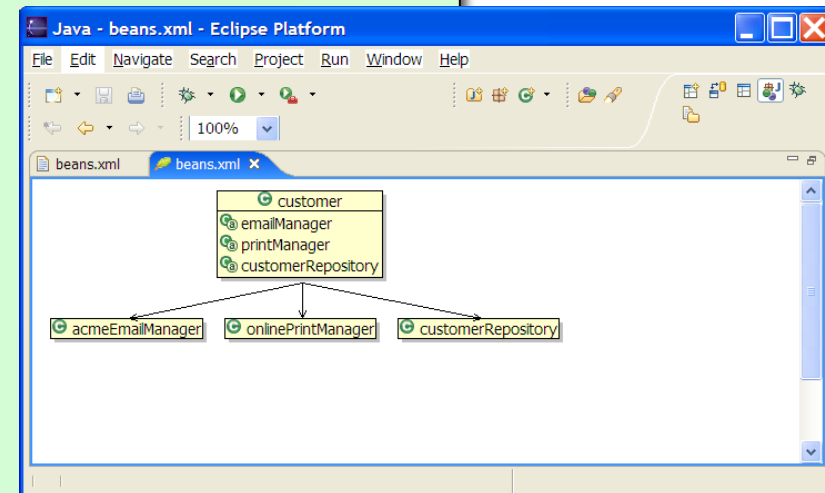 Java - beans.xml - Eclipse Platform
File Edit Navigate Search Project Run Window Help
100%
beans.xml beans.xml
customer
emailManager
printManager
customerRepository
acmeEmailManager onlinePrintManager customerRepository